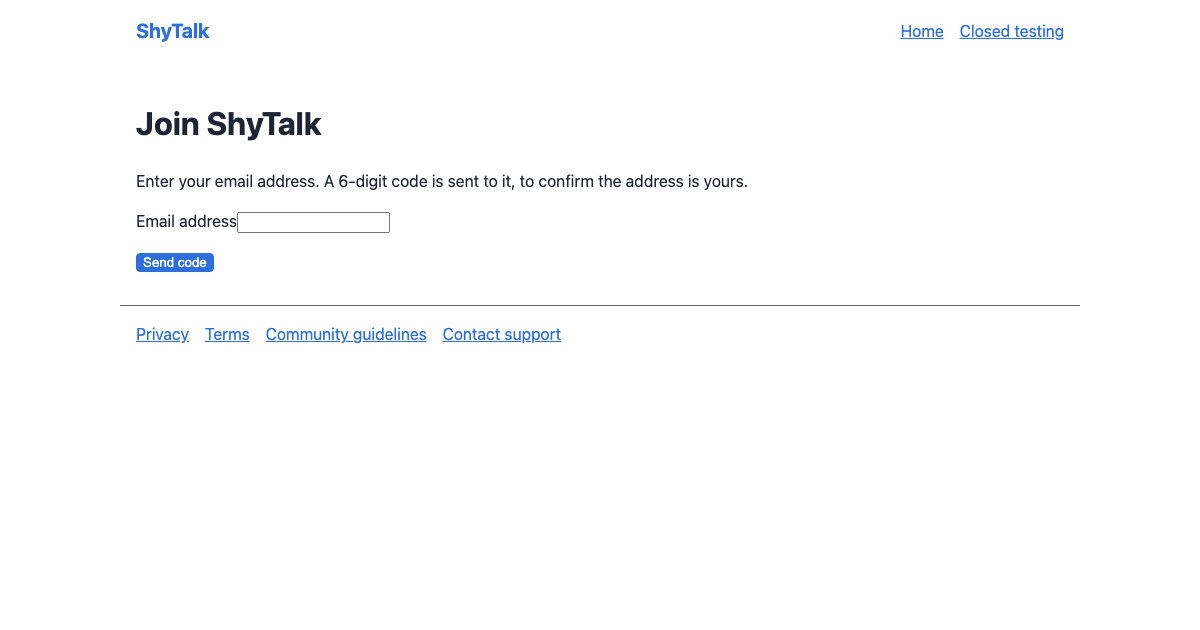 ShyTalk
Home Closed testing
Join ShyTalk
Enter your email address. A 6-digit code is sent to it, to confirm the address is yours.
Email address
Send code
Privacy Terms Community guidelines Contact support